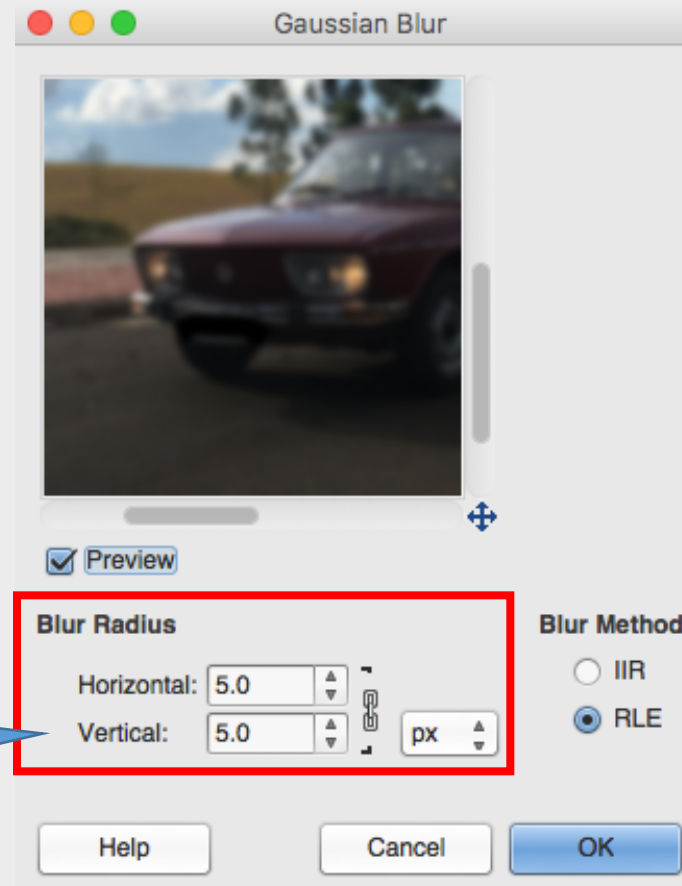 Gaussian Blur
Preview
Blur Radius
Blur Method
Horizontal: 5.0
IIR
Vertical: 5.0
px
RLE
Help
Cancel
OK